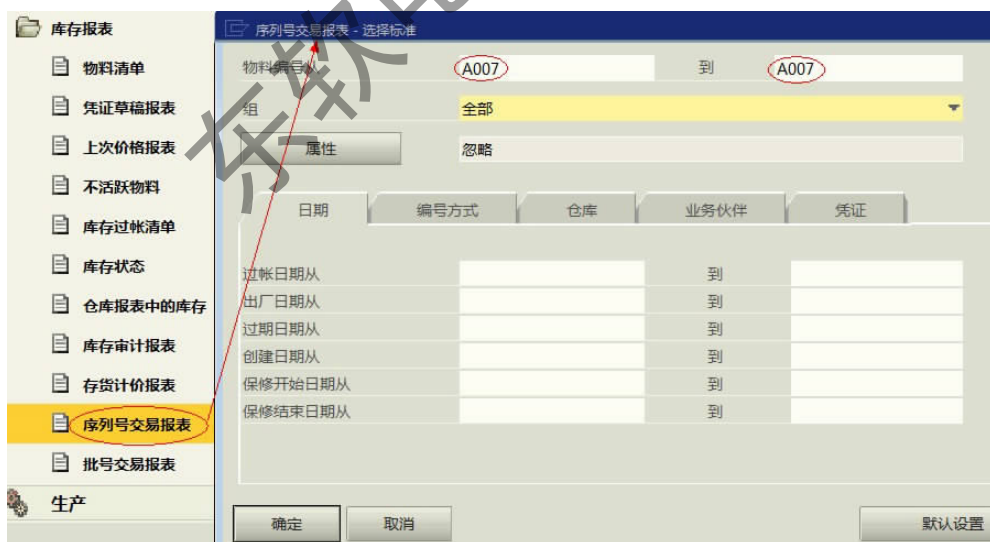 库存报表
物料清单
凭证草稿报表
上次价格报表
不活跃物料
库存过帐清单
库存状态
仓库报表中的库存
库存审计报表
存货计价报表
序列号交易报表
批号交易报表
生产
序列号交易报表 - 选择标准
物料编号从 A007 到 A007
组 全部
属性 忽略
日期 编号方式 仓库 业务伙伴 凭证
过帐日期从 到
出厂日期从 到
过期日期从 到
创建日期从 到
保修开始日期从 到
保修结束日期从 到
确定 取消 默认设置
东软